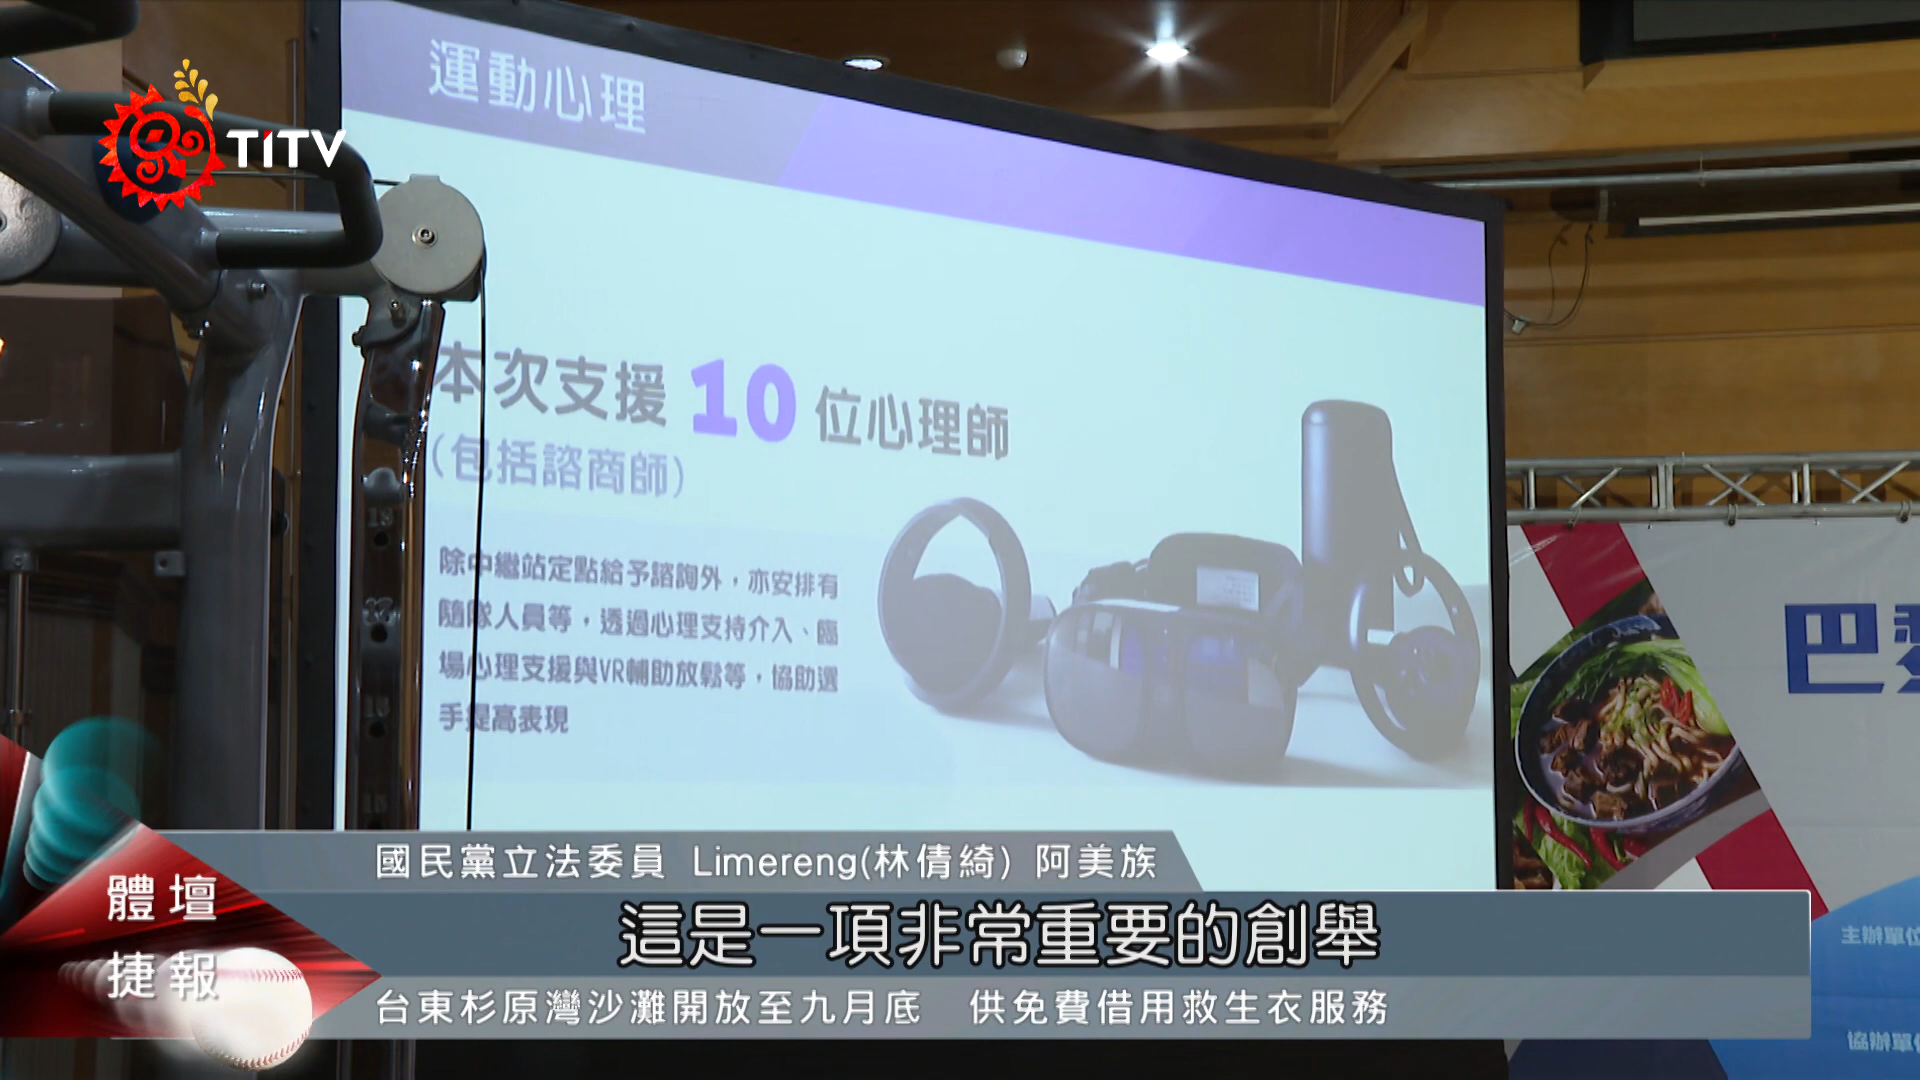 運動心理
TITV
本次支援 10 位心理師
(包括諮商師)
除中繼站定點給予諮詢外，亦安排有
隨隊人員等，透過心理支持介入、臨
場心理支援與VR輔助放鬆等，協助選
手提高表現
18
17
巴黎
主辦單位
協辦單位
國民黨立法委員 Limereng(林倩綺) 阿美族
體壇
捷報
這是一項非常重要的創舉
台東杉原灣沙灘開放至九月底 供免費借用救生衣服務